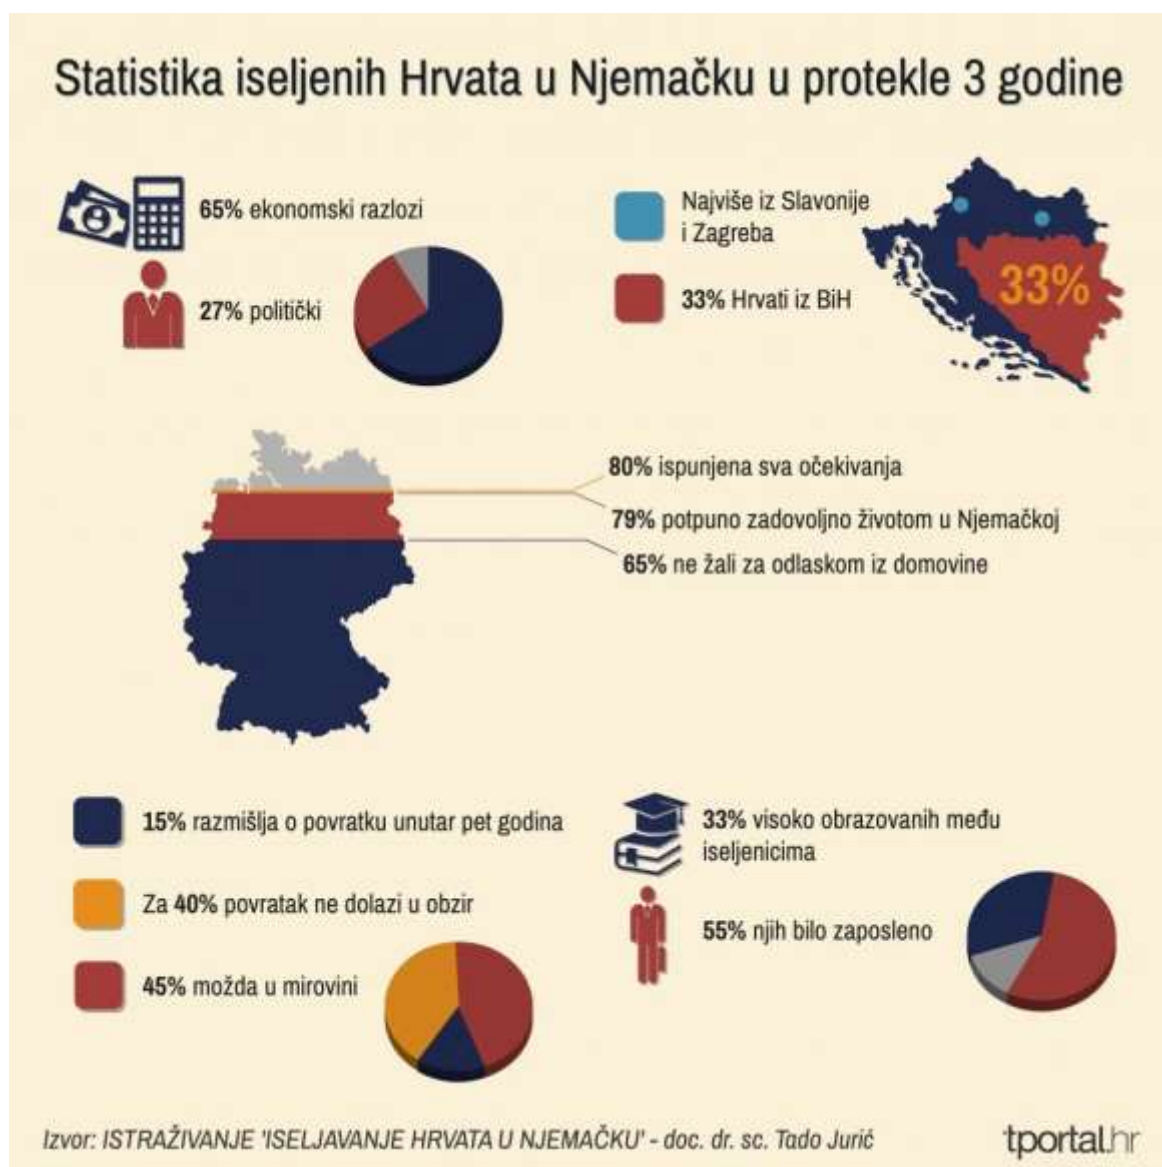 Statistika iseljenih Hrvata u Njemačku u protekle 3 godine
65% ekonomski razlozi
27% politički
Najviše iz Slavonije
i Zagreba
33% Hrvati iz BiH
33%
80% ispunjena sva očekivanja
79% potpuno zadovoljno životom u Njemačkoj
65% ne žali za odlaskom iz domovine
15% razmišlja o povratku unutar pet godina
Za 40% povratak ne dolazi u obzir
45% možda u mirovini
33% visoko obrazovanih među
iseljenicima
55% njih bilo zaposleno
Izvor: ISTRAŽIVANJE 'ISELJAVANJE HRVATA U NJEMAČKU' - doc. dr. sc. Tado Jurić
tportal.hr